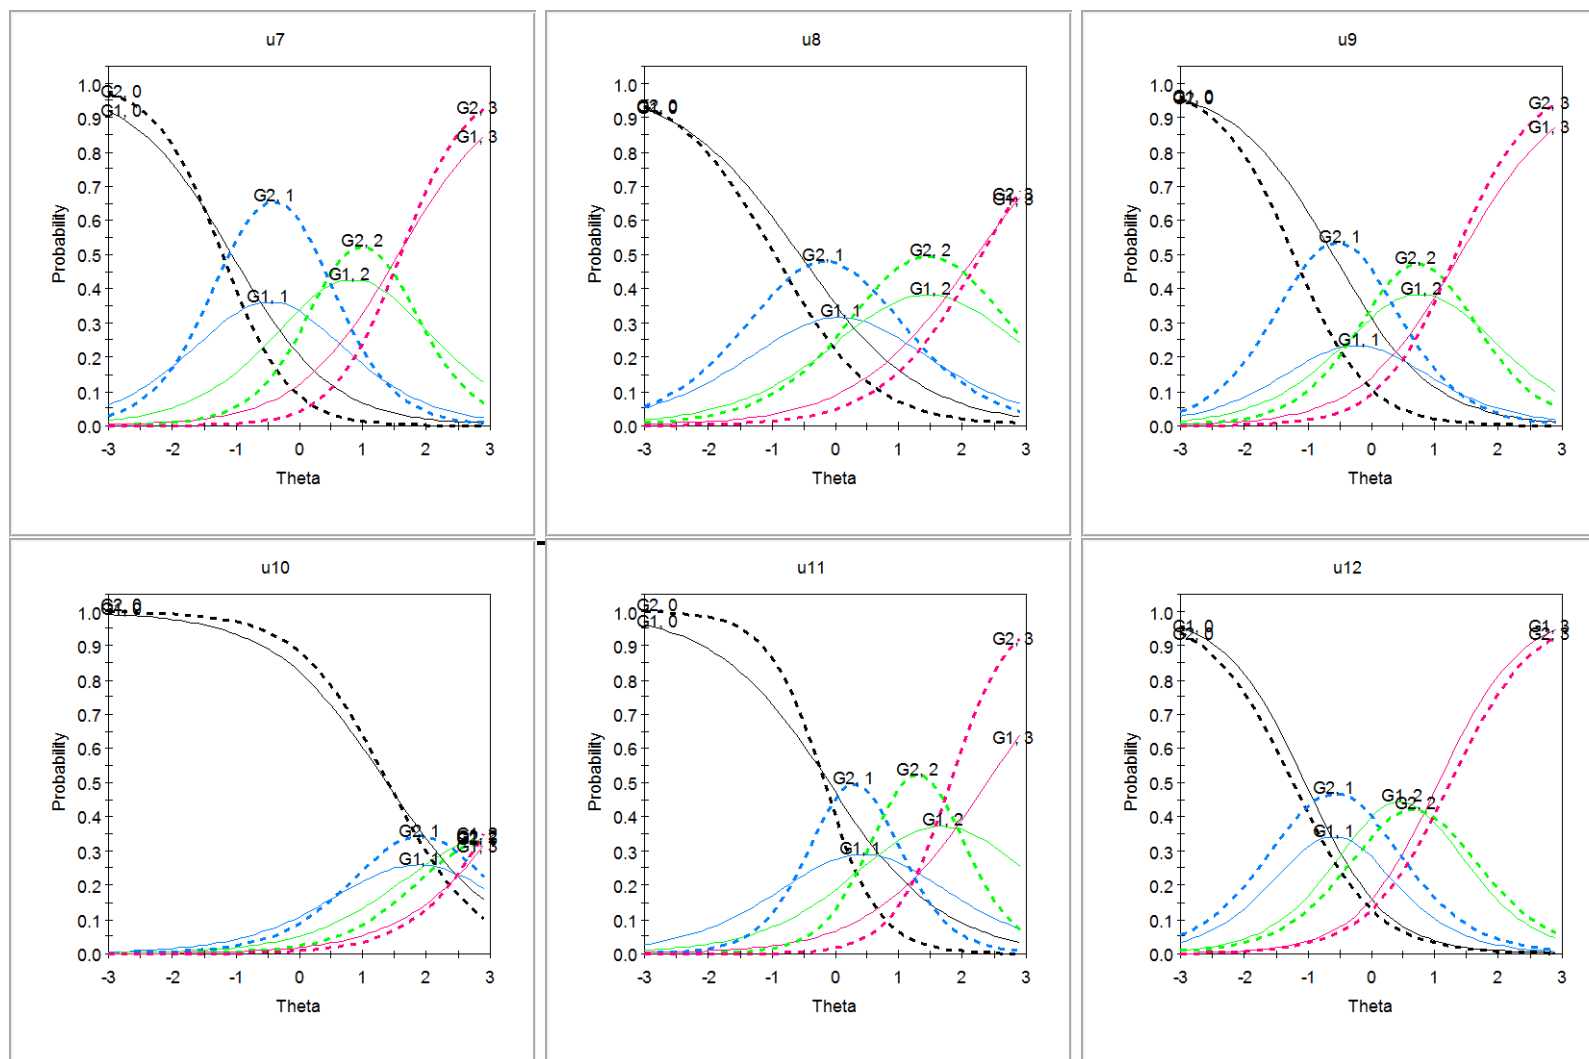 u7
1.0
0.9
0.8
0.7
0.6
0.5
0.4
0.3
0.2
0.1
0.0
Probability
G2, 0
G1, 0
G2, 1
G1, 1
G2, 2
G1, 2
G2, 3
G1, 3
-3 -2 -1 0 1 2 3
Theta
u8
1.0
0.9
0.8
0.7
0.6
0.5
0.4
0.3
0.2
0.1
0.0
Probability
G2, 1
G1, 1
G2, 2
G1, 2
G2, 3
G1, 3
-3 -2 -1 0 1 2 3
Theta
u9
1.0
0.9
0.8
0.7
0.6
0.5
0.4
0.3
0.2
0.1
0.0
Probability
G2, 1
G1, 1
G2, 2
G1, 2
G2, 3
G1, 3
-3 -2 -1 0 1 2 3
Theta
u10
1.0
0.9
0.8
0.7
0.6
0.5
0.4
0.3
0.2
0.1
0.0
Probability
G2, 1
G1, 1
G1, 3
-3 -2 -1 0 1 2 3
Theta
u11
1.0
0.9
0.8
0.7
0.6
0.5
0.4
0.3
0.2
0.1
0.0
Probability
G2, 0
G1, 0
G2, 1
G1, 1
G2, 2
G1, 2
G2, 3
G1, 3
-3 -2 -1 0 1 2 3
Theta
u12
1.0
0.9
0.8
0.7
0.6
0.5
0.4
0.3
0.2
0.1
0.0
Probability
G1, 0
G2, 0
G2, 1
G1, 1
G1, 2
G2, 2
G1, 3
G2, 3
-3 -2 -1 0 1 2 3
Theta